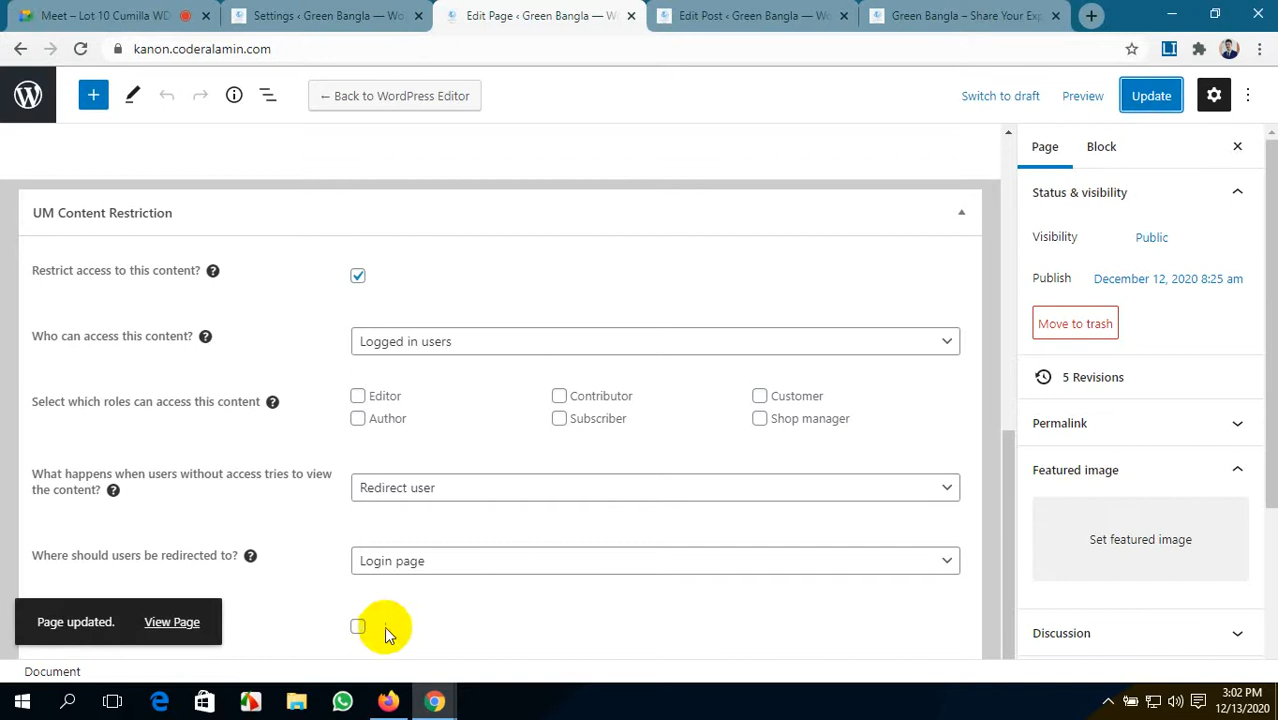 Meet – Lot 10 Cumilla WD
Settings ‹ Green Bangla — Wo
Edit Page ‹ Green Bangla — W
Edit Post ‹ Green Bangla — Wo
Green Bangla – Share Your Exp
kanon.coderalamin.com
← Back to WordPress Editor
Switch to draft
Preview
Update
Page
Block
UM Content Restriction
Restrict access to this content?
Who can access this content?
Logged in users
Select which roles can access this content
Editor
Contributor
Customer
Author
Subscriber
Shop manager
What happens when users without access tries to view
the content?
Redirect user
Where should users be redirected to?
Login page
Page updated.
View Page
Document
Status & visibility
Visibility
Public
Publish
December 12, 2020 8:25 am
Move to trash
5 Revisions
Permalink
Featured image
Set featured image
Discussion
3:02 PM
12/13/2020